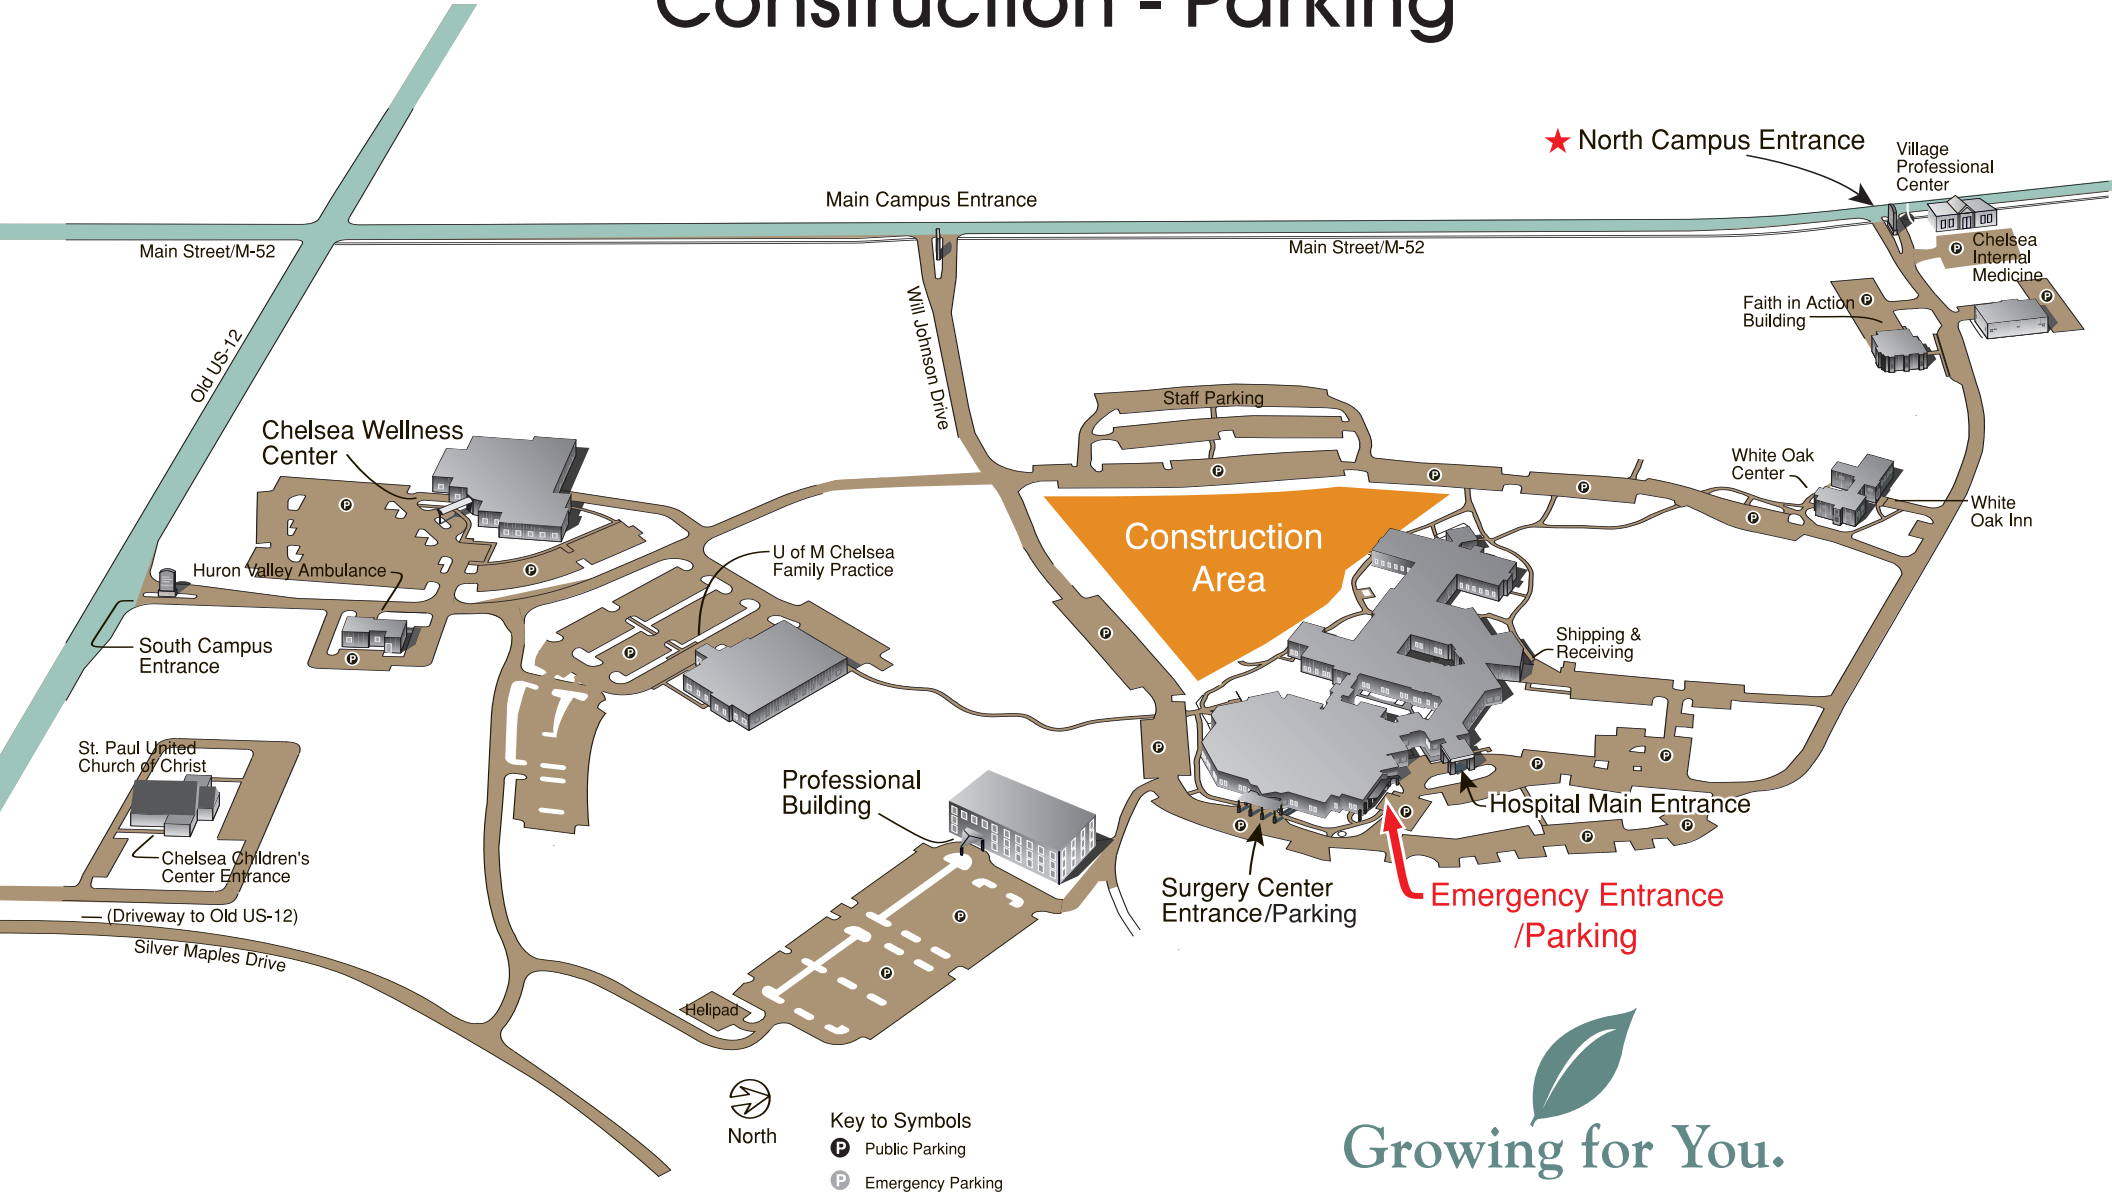 Construction - Parking
★ North Campus Entrance
Village
Professional
Center
Main Campus Entrance
Main Street/M-52
Main Street/M-52
Chelsea
Internal
Medicine
P
P
P
Faith in Action
Building
Old US-12
Will Johnson Drive
Staff Parking
Chelsea Wellness
Center
White Oak
Center
White
Oak Inn
P
P
P
P
P
Construction
Area
U of M Chelsea
Family Practice
Huron Valley Ambulance
P
South Campus
Entrance
P
P
P
Shipping &
Receiving
St. Paul United
Church of Christ
P
P
P
Professional
Building
Hospital Main Entrance
P
P
P
P
Chelsea Children's
Center Entrance
Surgery Center
Entrance/Parking
Emergency Entrance
/Parking
(Driveway to Old US-12)
Silver Maples Drive
P
P
Helipad
North
Key to Symbols
P Public Parking
P Emergency Parking
Growing for You.